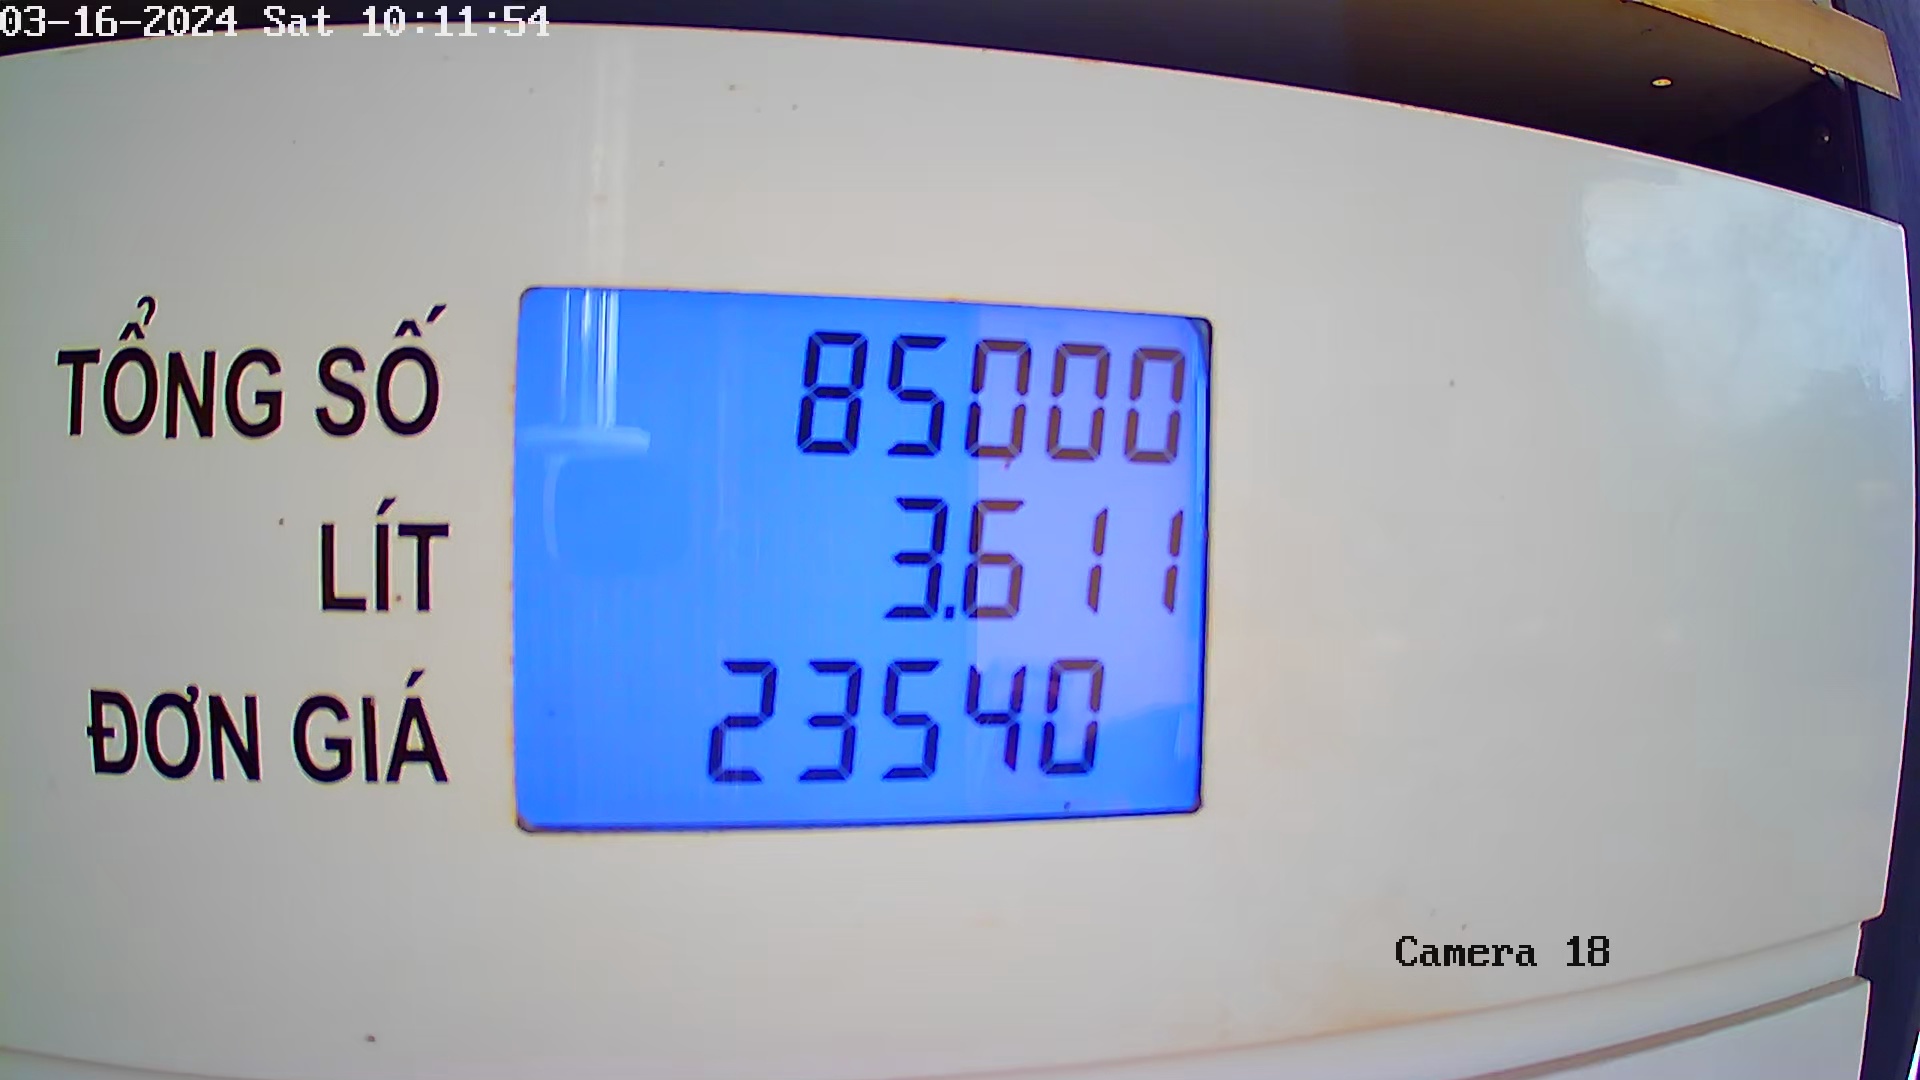 03-16-2024 Sat 10:11:54
TỔNG SỐ 85000
LÍT 3.611
ĐƠN GIÁ 23540
Camera 18